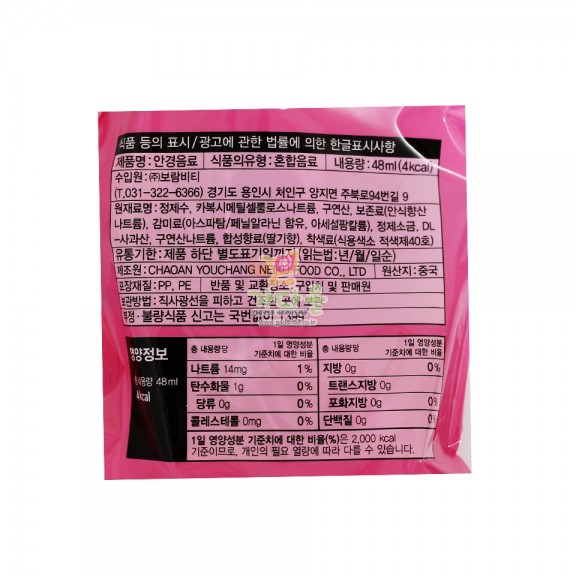 식품 등의 표시/광고에 관한 법률에 의한 한글표시사항
제품명: 안경음료 식품의유형: 혼합음료 내용량: 48ml (4kcal)
수입원: ㈜보람비티
(T.031-322-6366) 경기도 용인시 처인구 양지면 주북로94번길 9
원재료명: 정제수, 카복시메틸셀룰로스나트륨, 구연산, 보존료(안식향산
나트륨), 감미료(아스파탐/페닐알라닌 함유, 아세설팜칼륨), 정제소금, DL
-사과산, 구연산나트륨, 합성향료(딸기향), 착색료(식용색소 적색제40호)
유통기한: 제품 하단 별도표기일까지 읽는법: 년/월/일순)
제조원: CHAOAN YOUCHANG FOOD CO., LTD 원산지: 중국
포장재질: PP, PE 반품 및 교환장소: 구입처 및 판매원
보관방법: 직사광선을 피하고 건 곳에
부정·불량식품 신고는 국번없이 1399
영양정보
총 내용량 48ml
4kcal
총 내용량당 1일 영양성분 기준치에 대한 비율 총 내용량당 1일 영양성분 기준치에 대한 비율
나트륨 14mg 1% 지방 0g 0%
탄수화물 1g 0% 트랜스지방 0g
당류 0g 0% 포화지방 0g 0%
콜레스테롤 0mg 0% 단백질 0g 0%
1일 영양성분 기준치에 대한 비율(%)은 2,000 kcal
기준이므로, 개인의 필요 열량에 따라 다를 수 있습니다.